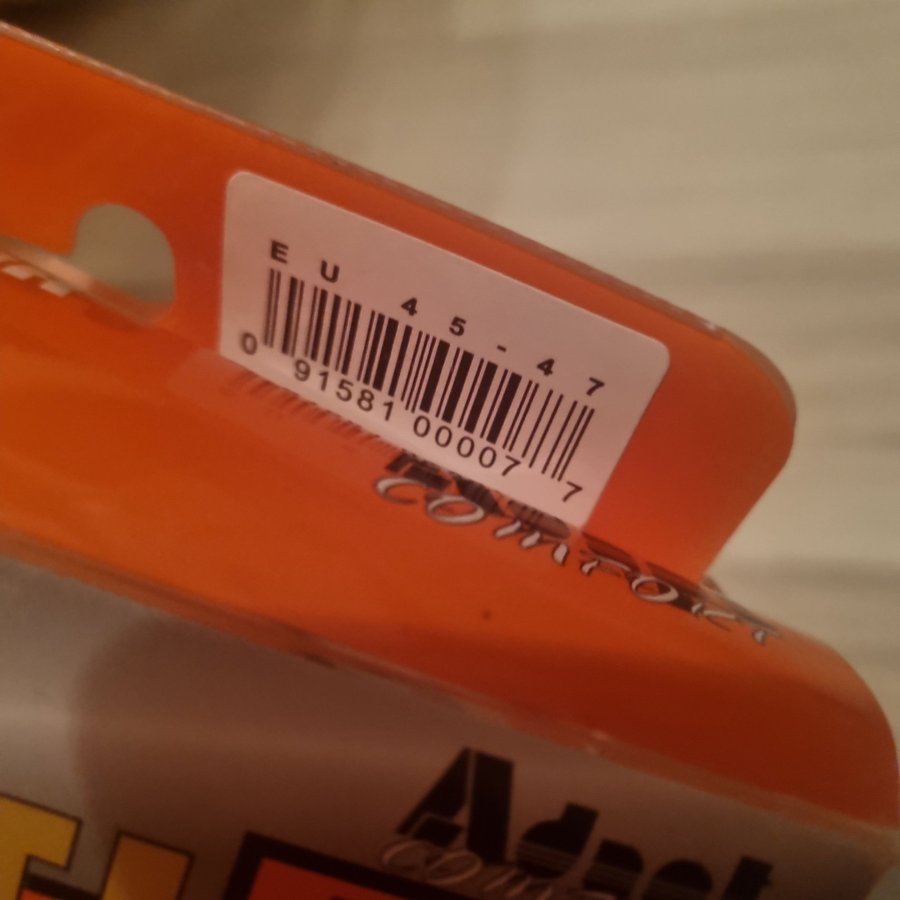 EU 45-47
0 91581 00007 7
COMFORT
Adapt